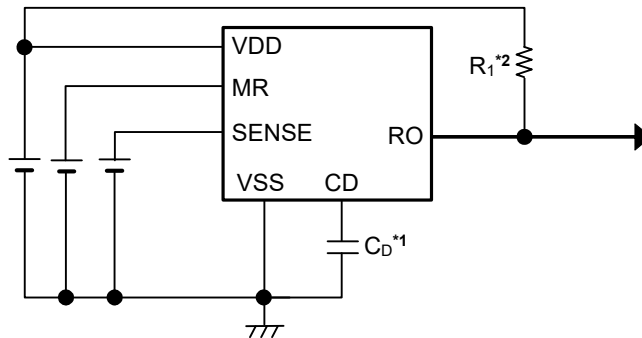 VDD
R1*2
MR
SENSE
RO
VSS
CD
CD*1